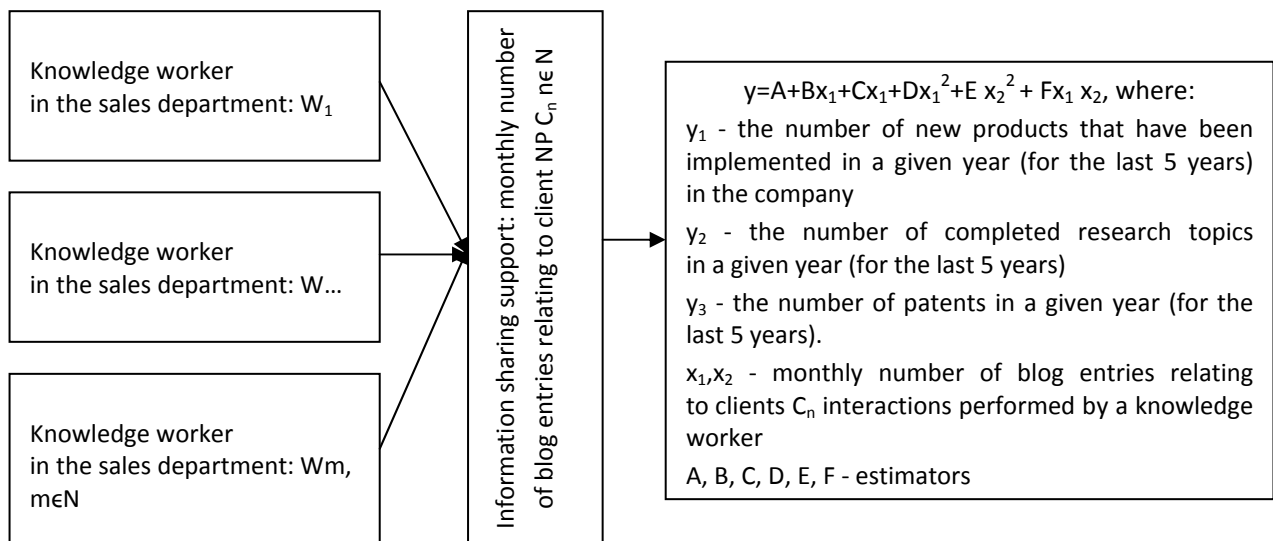 Knowledge worker
in the sales department: W₁
Knowledge worker
in the sales department: W…
Knowledge worker
in the sales department: Wm,
mϵN
Information sharing support: monthly number
of blog entries relating to client NP Cₙ nϵ N
y=A+Bx₁+Cx₁+Dx₁²+E x₂² + Fx₁ x₂, where:
y₁ - the number of new products that have been
implemented in a given year (for the last 5 years)
in the company
y₂ - the number of completed research topics
in a given year (for the last 5 years)
y₃ - the number of patents in a given year (for the
last 5 years).
x₁,x₂ - monthly number of blog entries relating
to clients Cₙ interactions performed by a knowledge
worker
A, B, C, D, E, F - estimators